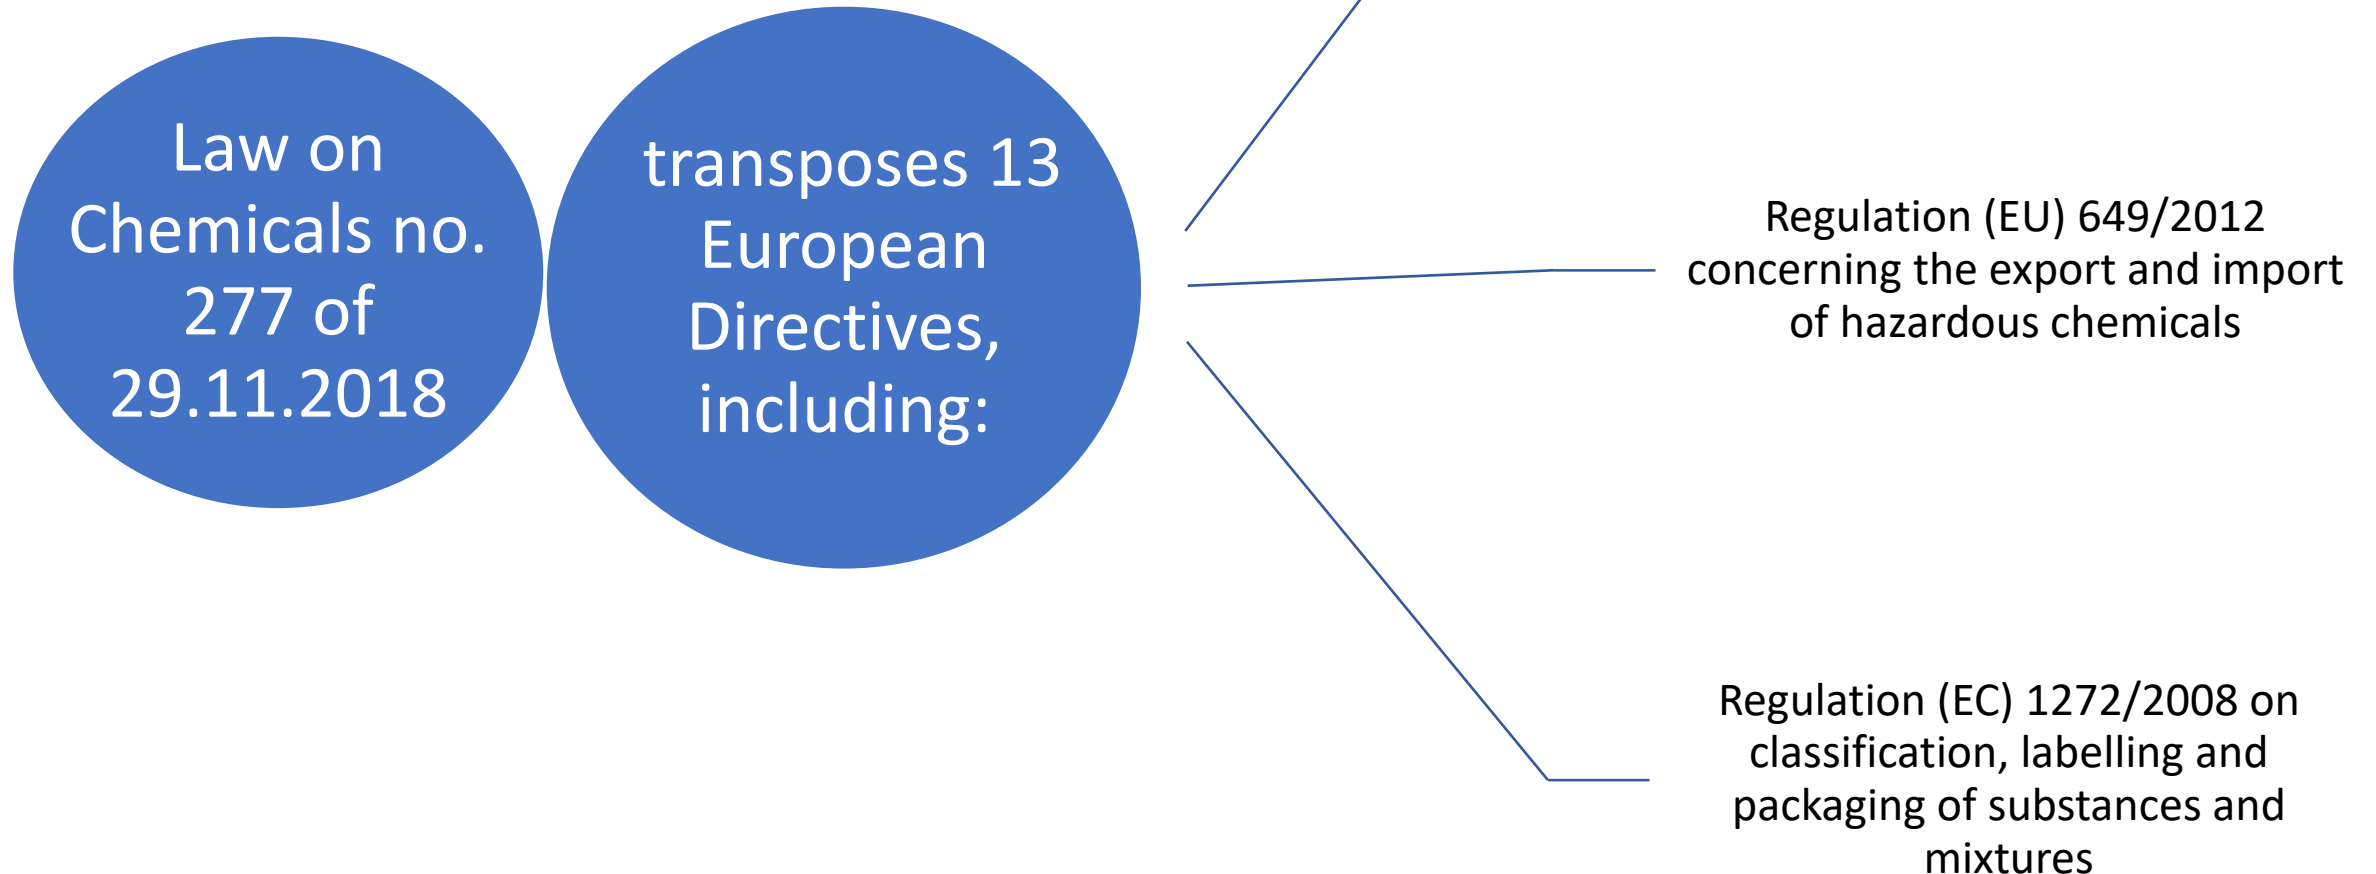 Law on
Chemicals no.
277 of
29.11.2018
transposes 13
European
Directives,
including:
Regulation (EU) 649/2012
concerning the export and import
of hazardous chemicals
Regulation (EC) 1272/2008 on
classification, labelling and
packaging of substances and
mixtures